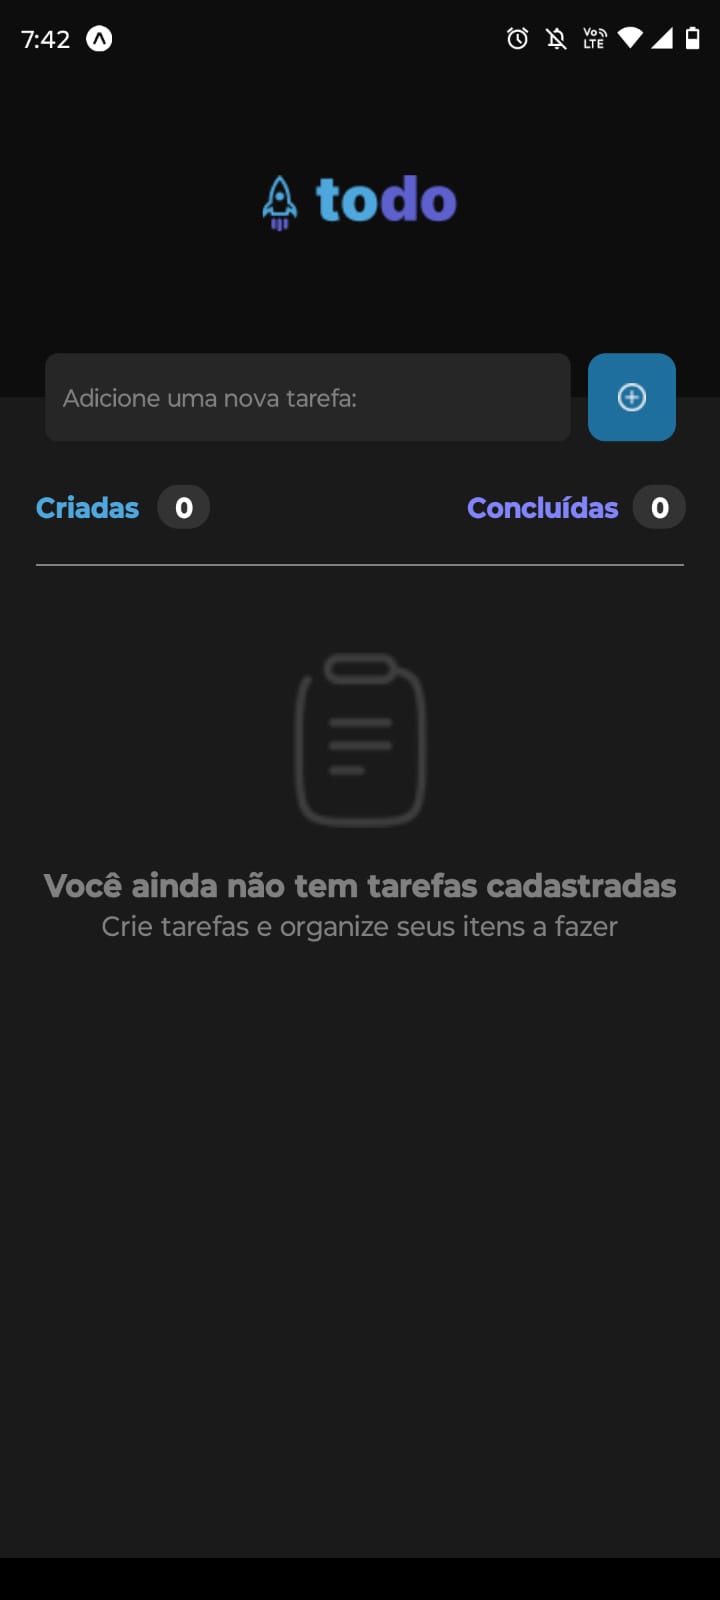 7:42
Vo LTE
todo
Adicione uma nova tarefa:
Criadas 0 Concluídas 0
Você ainda não tem tarefas cadastradas
Crie tarefas e organize seus itens a fazer